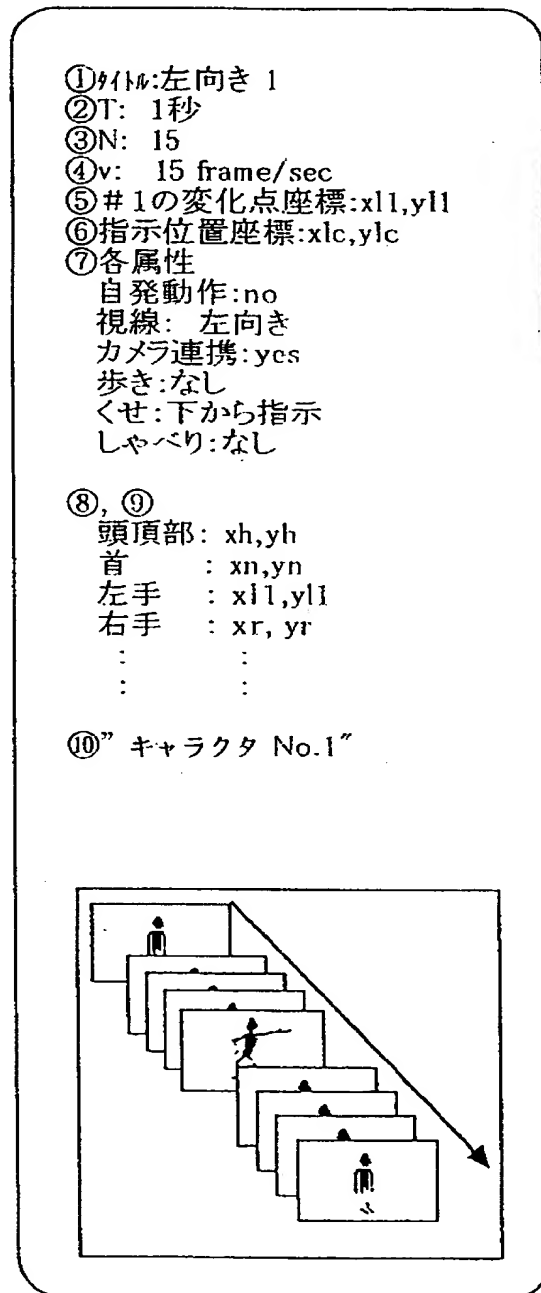 ①ﾀｲﾄﾙ:左向き 1
②T: 1秒
③N: 15
④v: 15 frame/sec
⑤#1の変化点座標:xl1,yl1
⑥指示位置座標:xlc,ylc
⑦各属性
自発動作:no
視線: 左向き
カメラ連携:yes
歩き:なし
くせ:下から指示
しゃべり:なし
⑧, ⑨
頭頂部: xh,yh
首 : xn,yn
左手 : xl1,yl1
右手 : xr, yr
: :
: :
⑩” キャラクタ No.1”